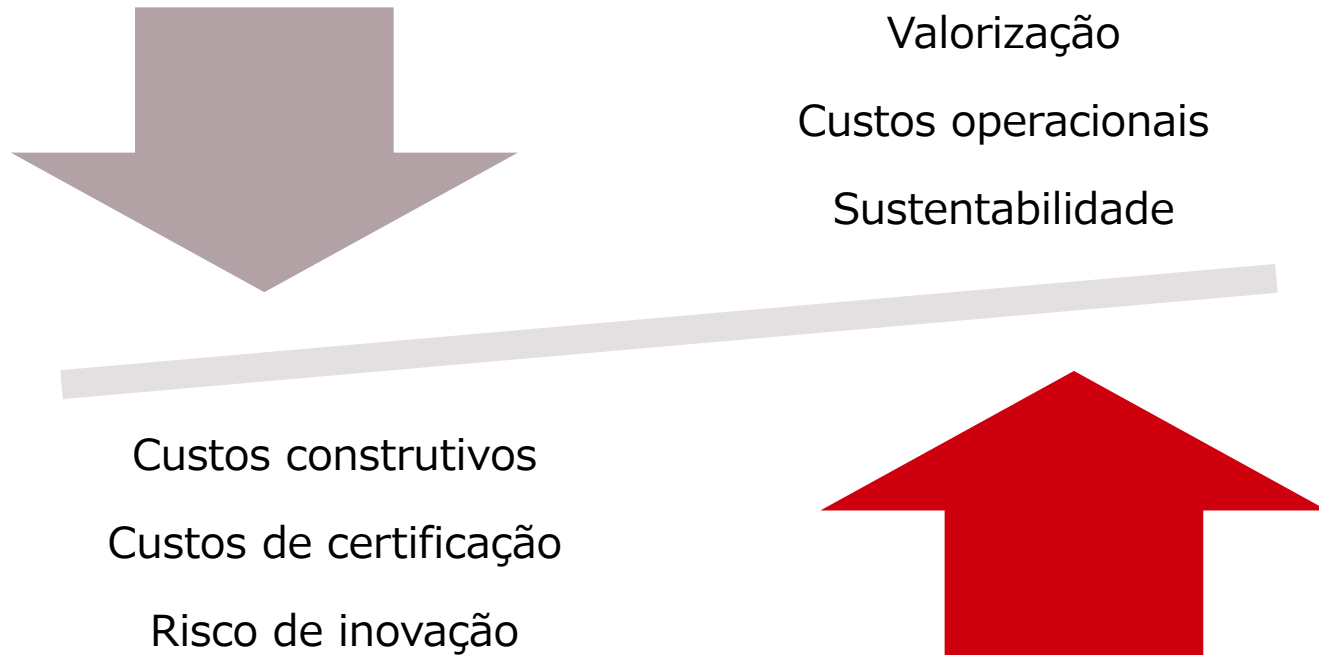 Valorização
Custos operacionais
Sustentabilidade
Custos construtivos
Custos de certificação
Risco de inovação